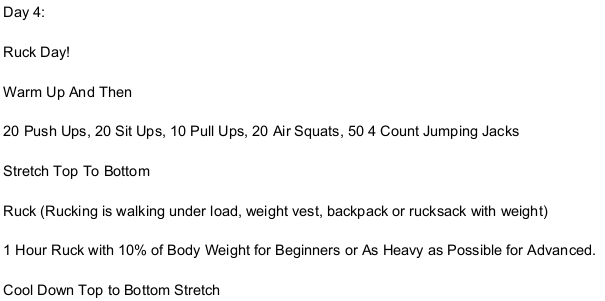 Day 4:
Ruck Day!
Warm Up And Then
20 Push Ups, 20 Sit Ups, 10 Pull Ups, 20 Air Squats, 50 4 Count Jumping Jacks
Stretch Top To Bottom
Ruck (Rucking is walking under load, weight vest, backpack or rucksack with weight)
1 Hour Ruck with 10% of Body Weight for Beginners or As Heavy as Possible for Advanced.
Cool Down Top to Bottom Stretch